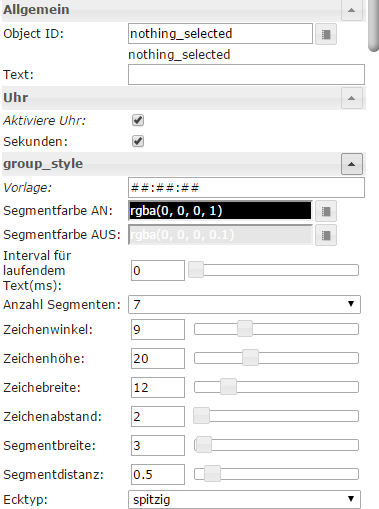 Allgemein
Object ID: nothing_selected
nothing_selected
Text:
Uhr
Aktiviere Uhr:
Sekunden:
group_style
Vorlage: ##:##:##
Segmentfarbe AN: rgba(0, 0, 0, 1)
Segmentfarbe AUS: rgba(0, 0, 0, 0.1)
Interval für
laufendem
Text(ms): 0
Anzahl Segmenten: 7
Zeichenwinkel: 9
Zeichenhöhe: 20
Zeichebreite: 12
Zeichenabstand: 2
Segmentbreite: 3
Segmentdistanz: 0.5
Ecktyp: spitzig